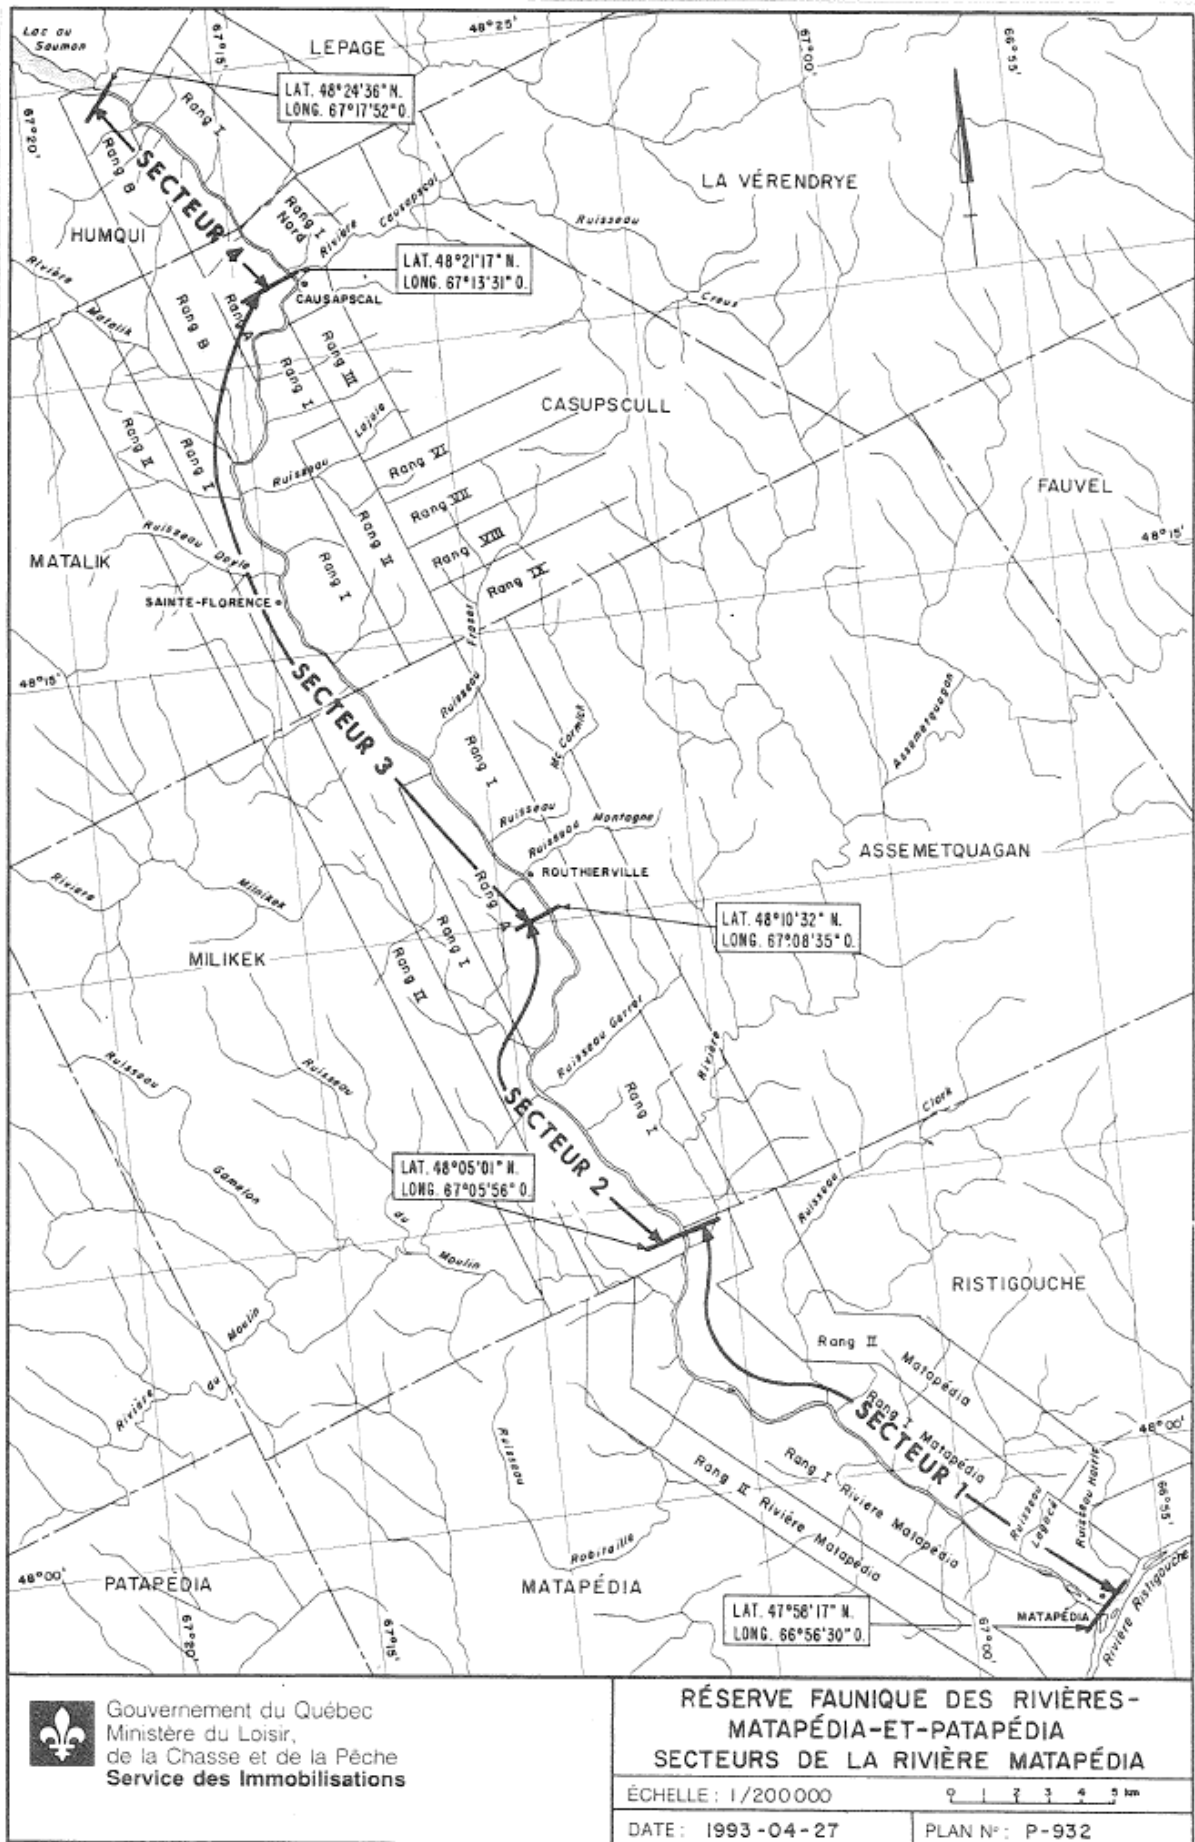 Lac au
Saumon
67°15'
LEPAGE
48°25'
67°00'
66°55'
LAT. 48°24'36" N.
LONG. 67°17'52" O.
67°20'
Rang I
Rang B
SECTEUR 4
LA VÉRENDRYE
HUMQUI
Rang I
Nord
Rivière Causapscal
Ruisseau
Creux
Rivière
Matalik
LAT. 48°21'17" N.
LONG. 67°13'31" O.
CAUSAPSCAL
Rang B
Rang A
Rang I
Rang III
CASUPSCULL
Rang II
Rang I
Ruisseau Lajoie
Rang VI
Rang VII
Rang VIII
Rang IX
Rang II
Rang I
FAUVEL
48°15'
MATALIK
Ruisseau Doyle
SAINTE-FLORENCE
48°15'
SECTEUR 3
Ruisseau Fraser
Rang I
Ruisseau Mc Cormick
Ruisseau Montagne
Assemetquagan
ASSEMETQUAGAN
ROUTHIERVILLE
Rivière Milnikek
Rang A
LAT. 48°10'32" N.
LONG. 67°08'35" O.
MILIKEK
Rang I
Rang II
Ruisseau Garrer
Rivière
Rang I
Ruisseau
Gamelon
Ruisseau
du
Moulin
SECTEUR 2
Ruisseau Clark
LAT. 48°05'01" N.
LONG. 67°05'56" O.
RISTIGOUCHE
Rivière du Moulin
Rang II Matapédia
Rang I Matapédia
SECTEUR 1
48°00'
Ruisseau
Robitaille
Rang I Rivière Matapédia
Rang II Rivière Matapédia
Ruisseau
Legacé
Ruisseau Harris
66°55'
48°00'
PATAPÉDIA
MATAPÉDIA
LAT. 47°58'17" N.
LONG. 66°56'30" O.
MATAPÉDIA
Rivière Ristigouche
67°20'
67°15'
67°00'
Gouvernement du Québec
Ministère du Loisir,
de la Chasse et de la Pêche
Service des Immobilisations
RÉSERVE FAUNIQUE DES RIVIÈRES-
MATAPÉDIA-ET-PATAPÉDIA
SECTEURS DE LA RIVIÈRE MATAPÉDIA
ÉCHELLE : 1/200000
0 1 2 3 4 5 km
DATE : 1993-04-27
PLAN Nº : P-932